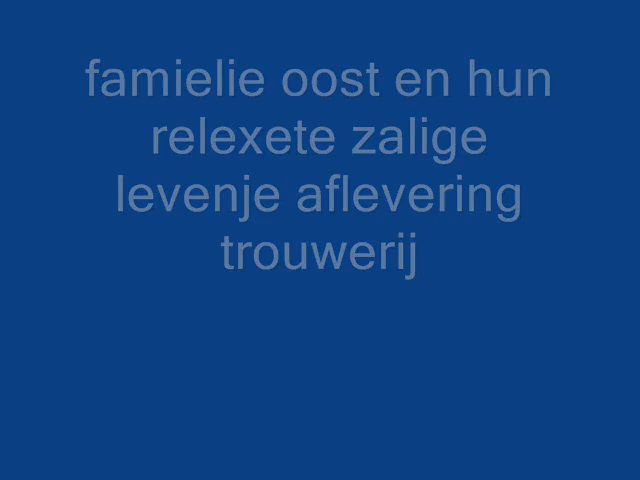 famielie oost en hun
relexete zalige
levenje aflevering
trouwerij